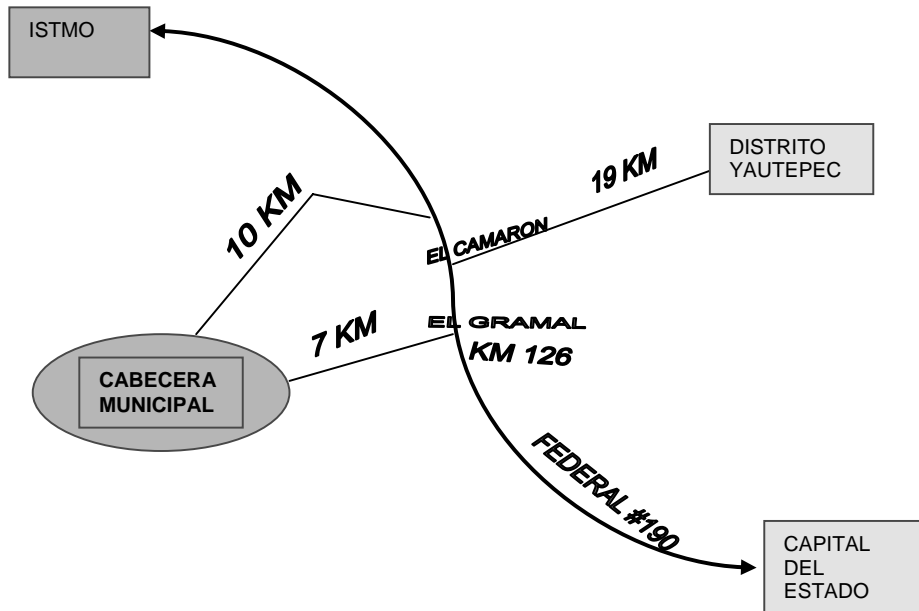 ISTMO
DISTRITO
YAUTEPEC
19 KM
10 KM
EL CAMARON
EL GRAMAL
KM 126
7 KM
CABECERA
MUNICIPAL
FEDERAL #190
CAPITAL
DEL
ESTADO